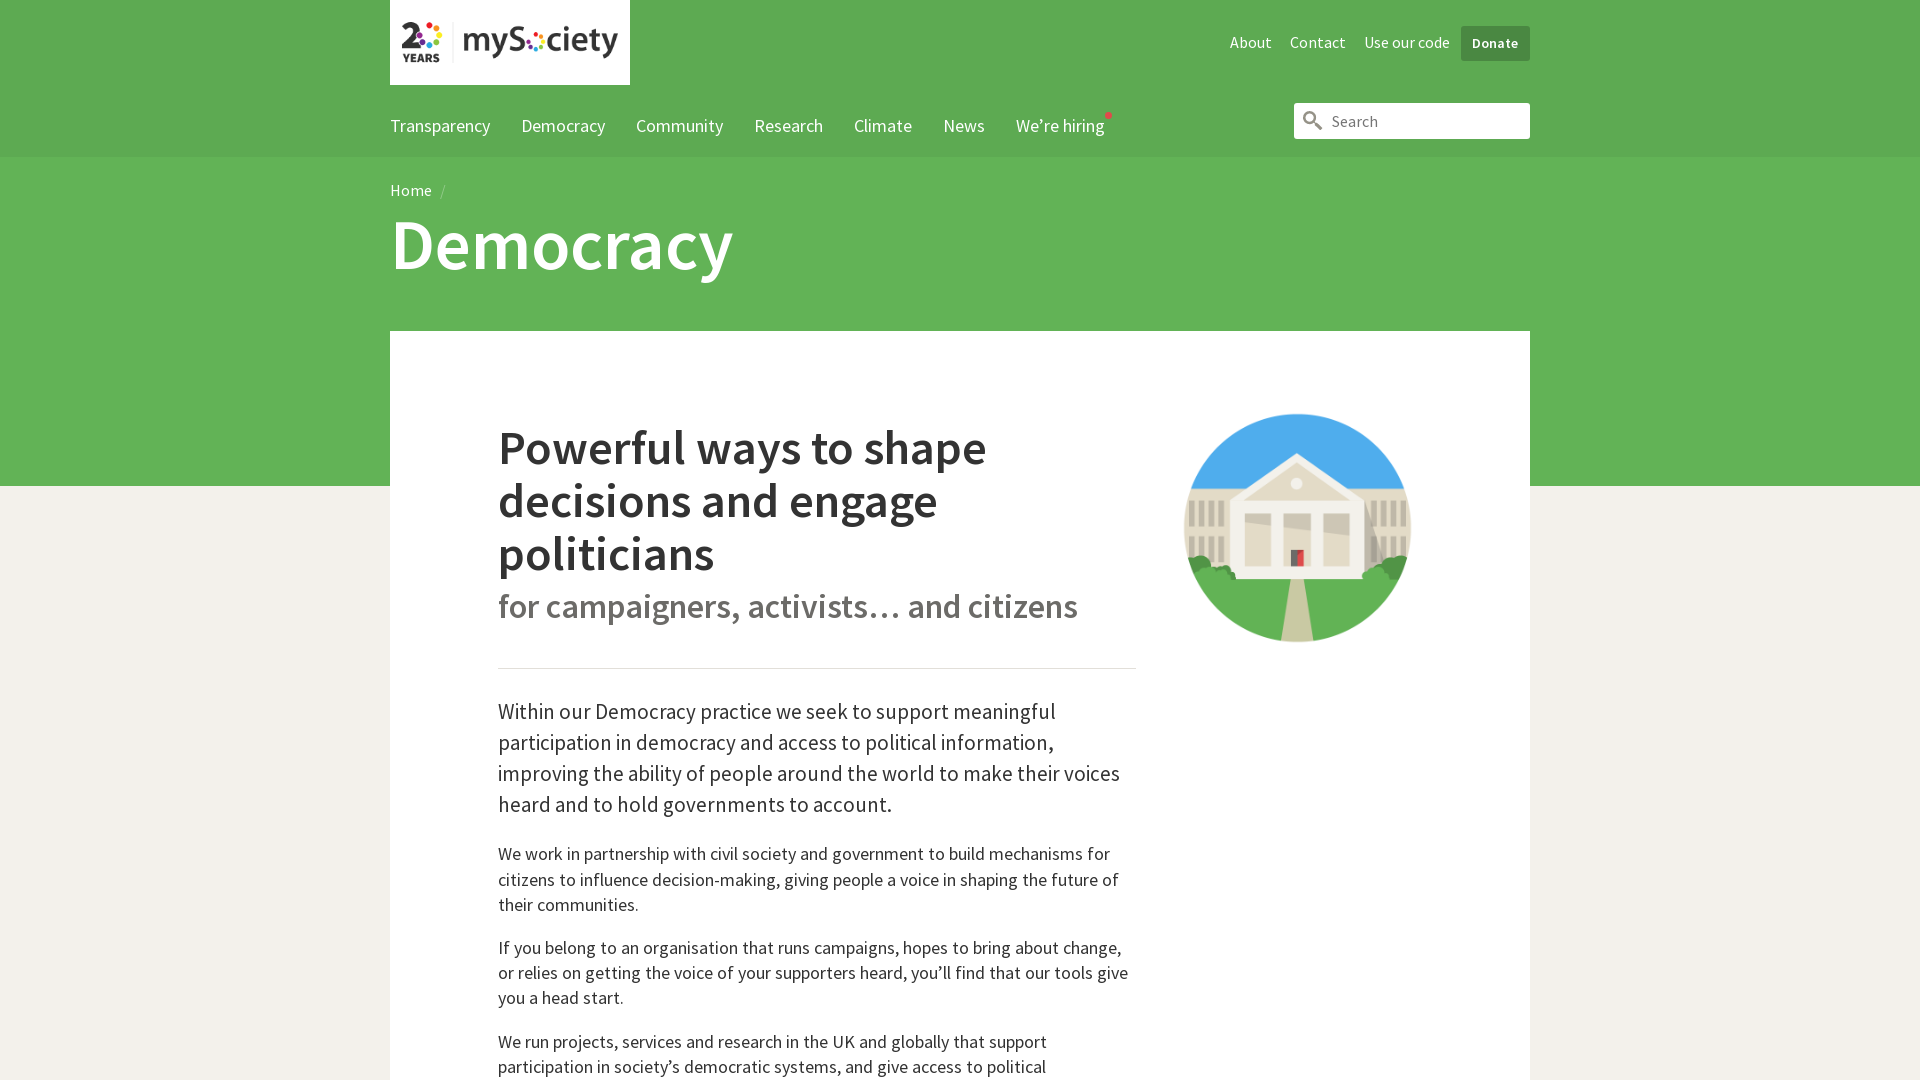 20 YEARS mySociety
About Contact Use our code Donate
Transparency Democracy Community Research Climate News We’re hiring
Search
Home /
Democracy
Powerful ways to shape
decisions and engage
politicians
for campaigners, activists… and citizens
Within our Democracy practice we seek to support meaningful
participation in democracy and access to political information,
improving the ability of people around the world to make their voices
heard and to hold governments to account.
We work in partnership with civil society and government to build mechanisms for
citizens to influence decision-making, giving people a voice in shaping the future of
their communities.
If you belong to an organisation that runs campaigns, hopes to bring about change,
or relies on getting the voice of your supporters heard, you’ll find that our tools give
you a head start.
We run projects, services and research in the UK and globally that support
participation in society’s democratic systems, and give access to political